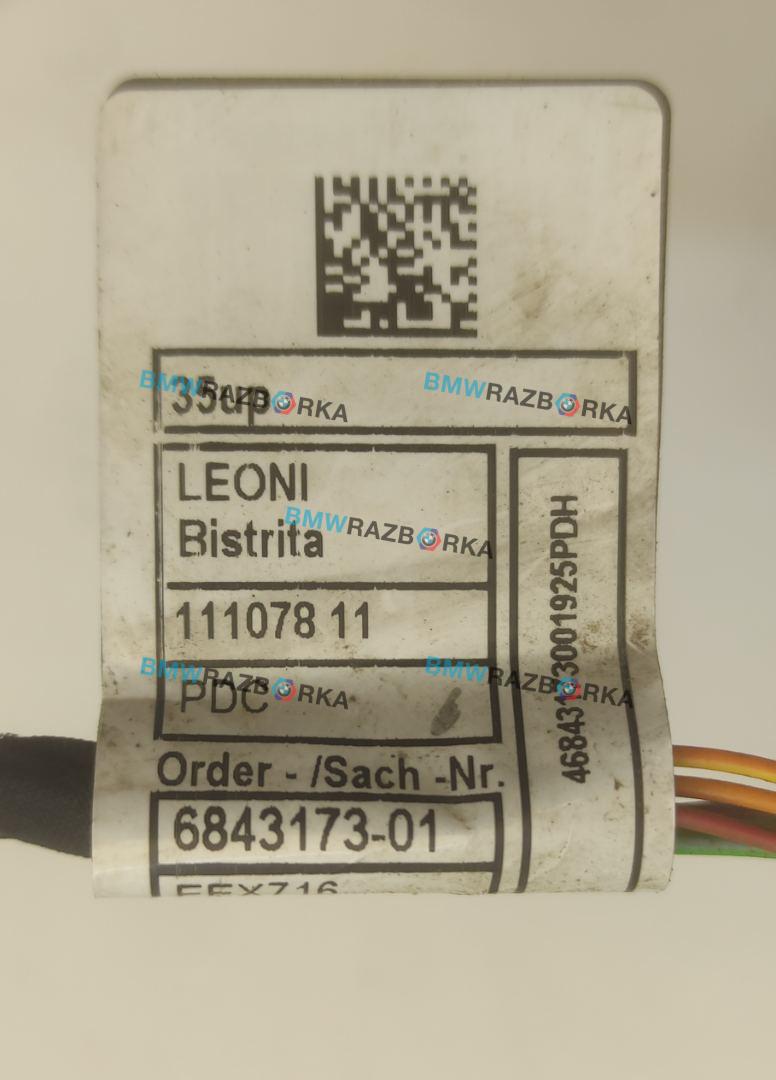 35up
LEONI
Bistrita
111078 11
PDC
Order - /Sach -Nr.
6843173-01
BMWRAZBORKA
BMWRAZBORKA
BMWRAZBORKA
BMWRAZBORKA
BMWRAZBORKA